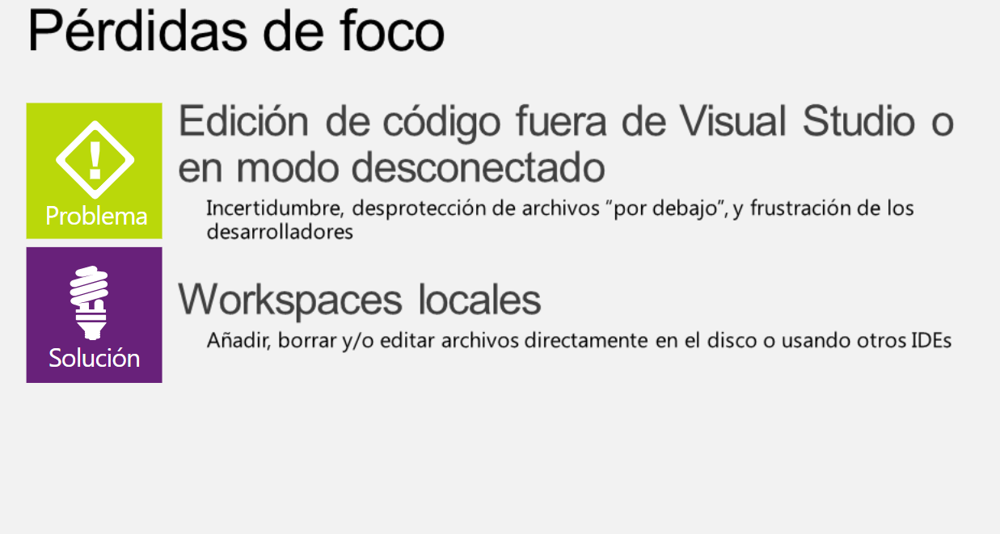 Pérdidas de foco
Problema
Edición de código fuera de Visual Studio o
en modo desconectado
Incertidumbre, desprotección de archivos “por debajo”, y frustración de los
desarrolladores
Solución
Workspaces locales
Añadir, borrar y/o editar archivos directamente en el disco o usando otros IDEs